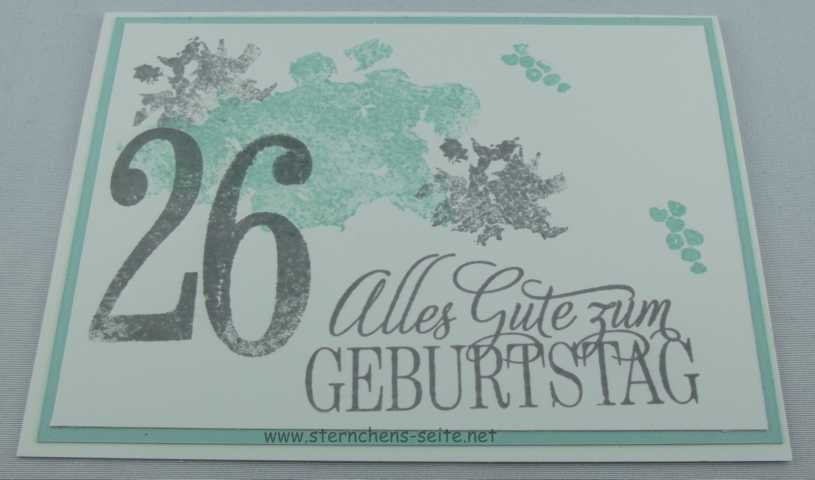 26
Alles Gute zum
GEBURTSTAG
www.sternchens-seite.net